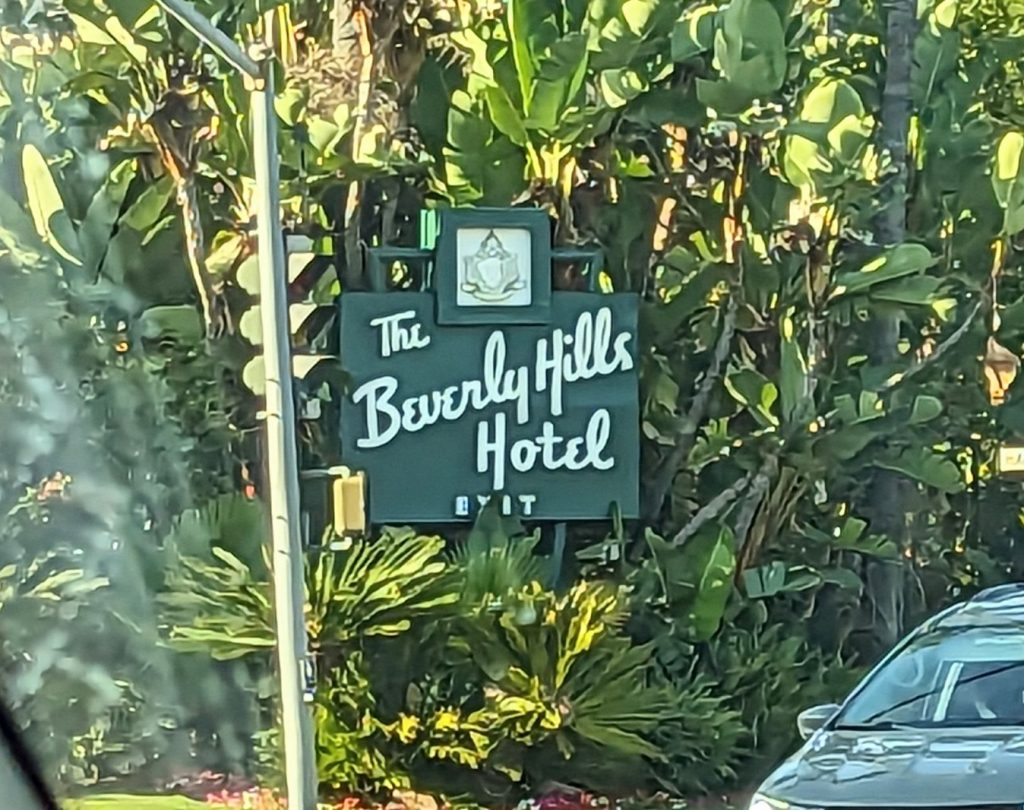 The
Beverly Hills
Hotel
EXIT